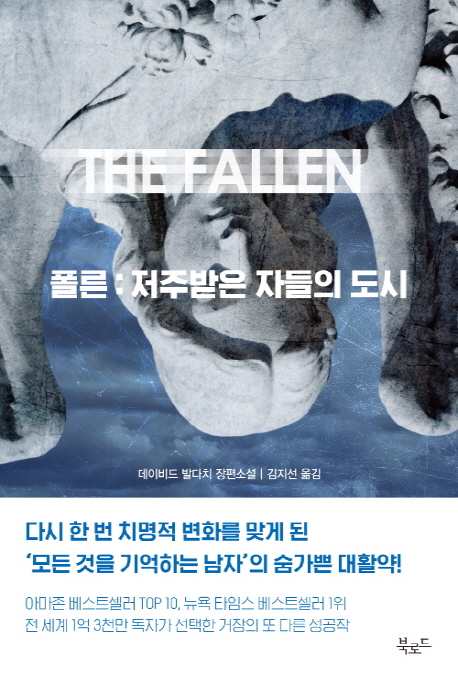 THE FALLEN
폴른 : 저주받은 자들의 도시
데이비드 발다치 장편소설 | 김지선 옮김
다시 한 번 치명적 변화를 맞게 된
‘모든 것을 기억하는 남자’의 숨가쁜 대활약!
아마존 베스트셀러 TOP 10, 뉴욕 타임스 베스트셀러 1위
전 세계 1억 3천만 독자가 선택한 거장의 또 다른 성공작
북로드